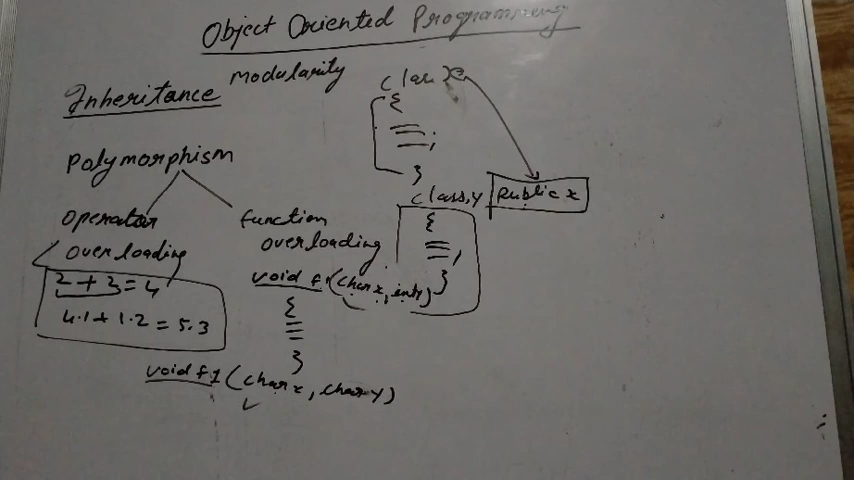 Object Oriented Programming
Modularity
Inheritance
class x
{
;
}
class y Public x
{
;
}
Polymorphism
operator
overloading
2 + 2 = 4
4.1 + 1.2 = 5.3
function
overloading
void f1 (char x, int y)
{
}
void f1 (char x, char y)